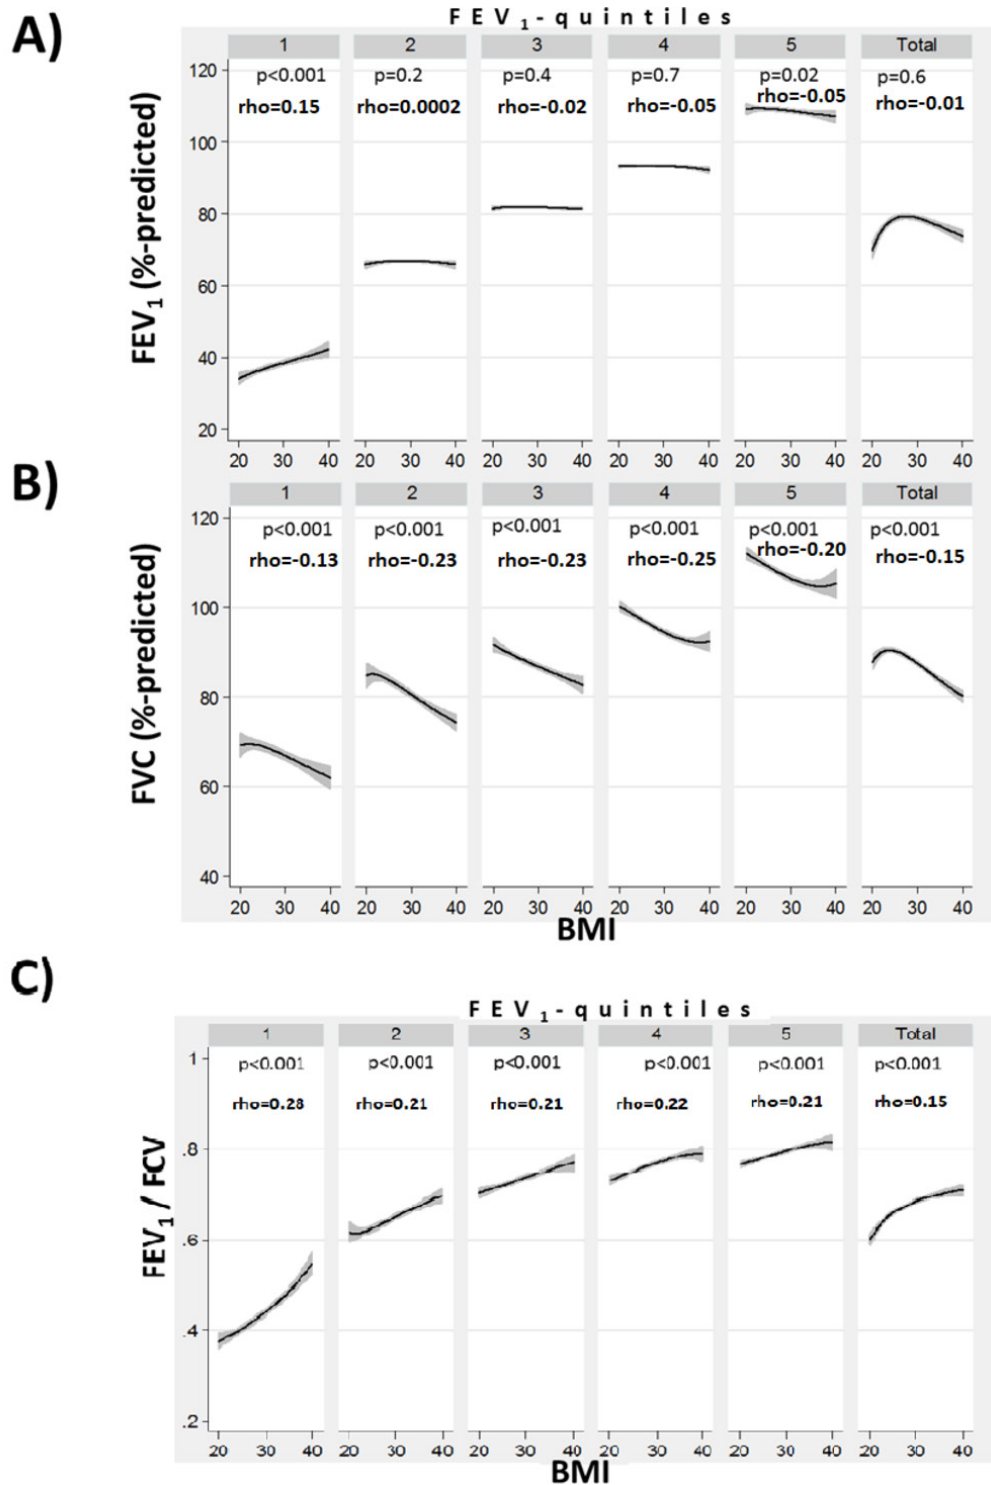 A)
FEV1-quintiles
1 2 3 4 5 Total
p<0.001 p=0.2 p=0.4 p=0.7 p=0.02 p=0.6
rho=0.15 rho=0.0002 rho=-0.02 rho=-0.05 rho=-0.05 rho=-0.01
FEV1 (%-predicted)
120
100
80
60
40
20
20 30 40 20 30 40 20 30 40 20 30 40 20 30 40 20 30 40
B)
1 2 3 4 5 Total
p<0.001 p<0.001 p<0.001 p<0.001 p<0.001 p<0.001
rho=-0.13 rho=-0.23 rho=-0.23 rho=-0.25 rho=-0.20 rho=-0.15
FVC (%-predicted)
120
100
80
60
40
20 30 40 20 30 40 20 30 40 20 30 40 20 30 40 20 30 40
BMI
C)
FEV1-quintiles
1 2 3 4 5 Total
p<0.001 p<0.001 p<0.001 p<0.001 p<0.001 p<0.001
rho=0.28 rho=0.21 rho=0.21 rho=0.22 rho=0.21 rho=0.15
FEV1 / FCV
1
.8
.6
.4
.2
20 30 40 20 30 40 20 30 40 20 30 40 20 30 40 20 30 40
BMI